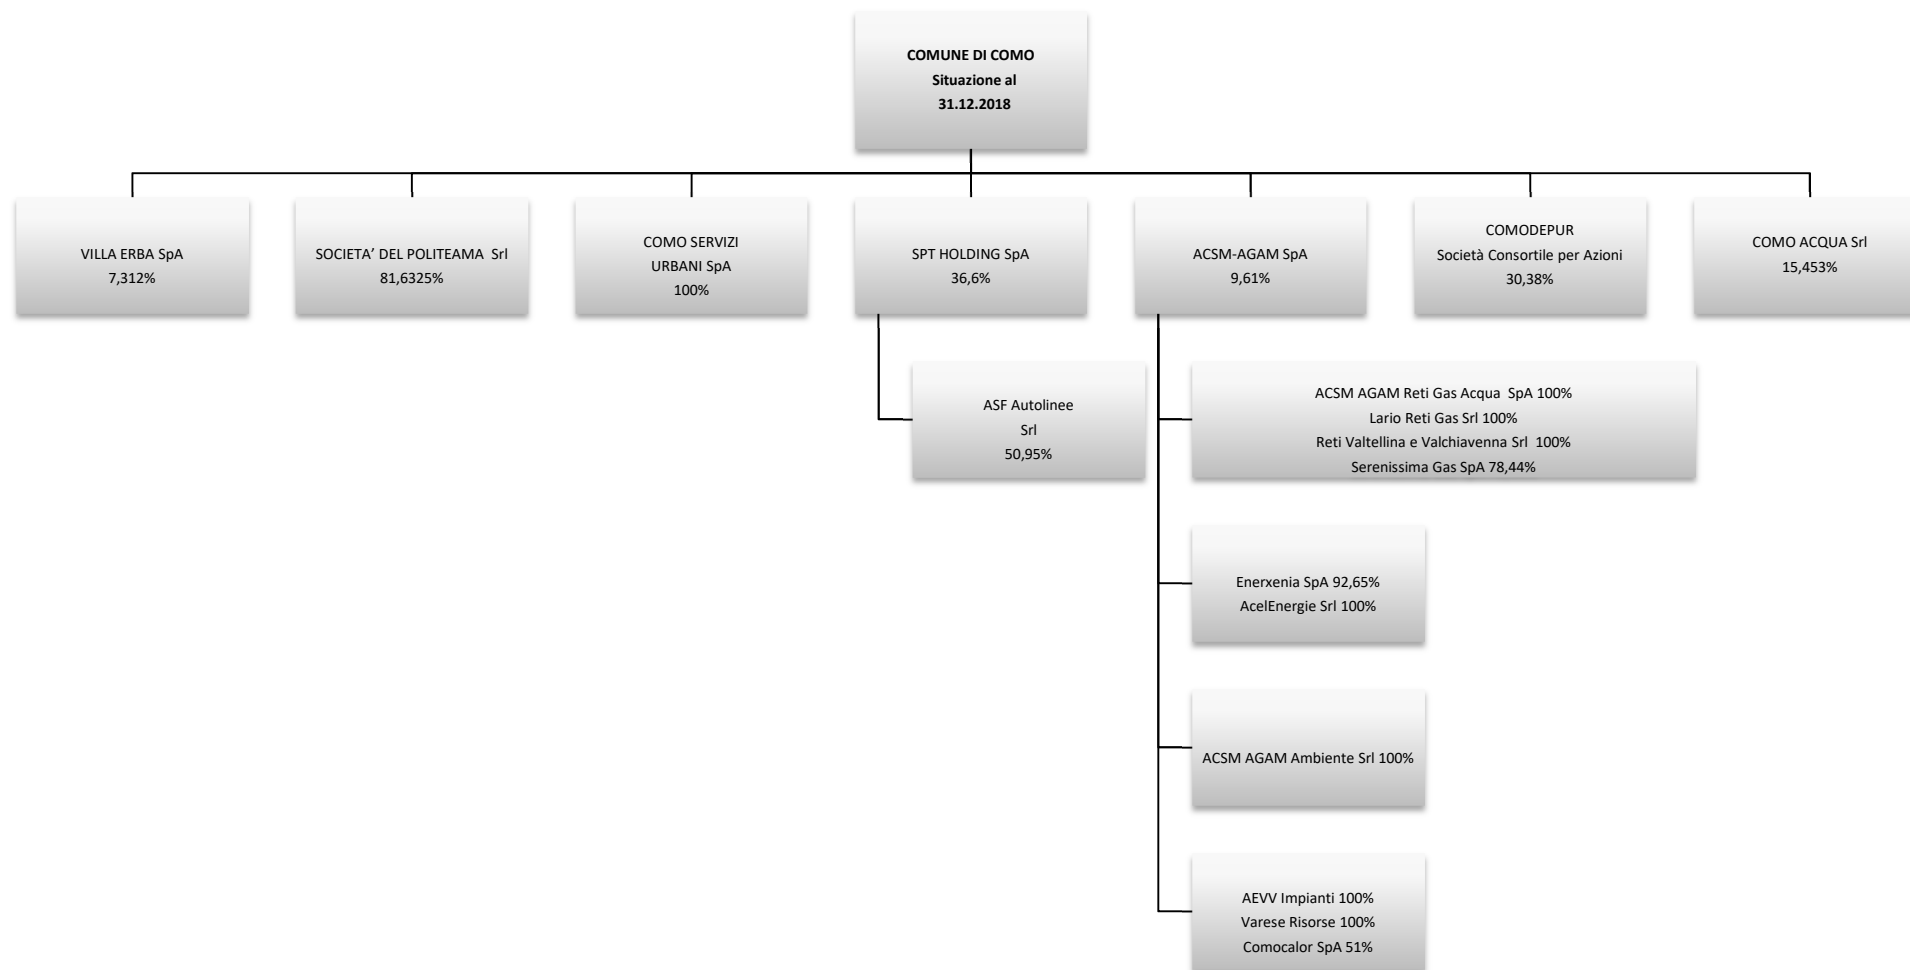 COMUNE DI COMO
Situazione al
31.12.2018
VILLA ERBA SpA
7,312%
SOCIETA’ DEL POLITEAMA  Srl
81,6325%
COMO SERVIZI
URBANI SpA
100%
SPT HOLDING SpA
36,6%
ACSM-AGAM SpA
9,61%
COMODEPUR
Società Consortile per Azioni
30,38%
COMO ACQUA Srl
15,453%
ASF Autolinee
Srl
50,95%
ACSM AGAM Reti Gas Acqua  SpA 100%
Lario Reti Gas Srl 100%
Reti Valtellina e Valchiavenna Srl  100%
Serenissima Gas SpA 78,44%
Enerxenia SpA 92,65%
AcelEnergie Srl 100%
ACSM AGAM Ambiente Srl 100%
AEVV Impianti 100%
Varese Risorse 100%
Comocalor SpA 51%